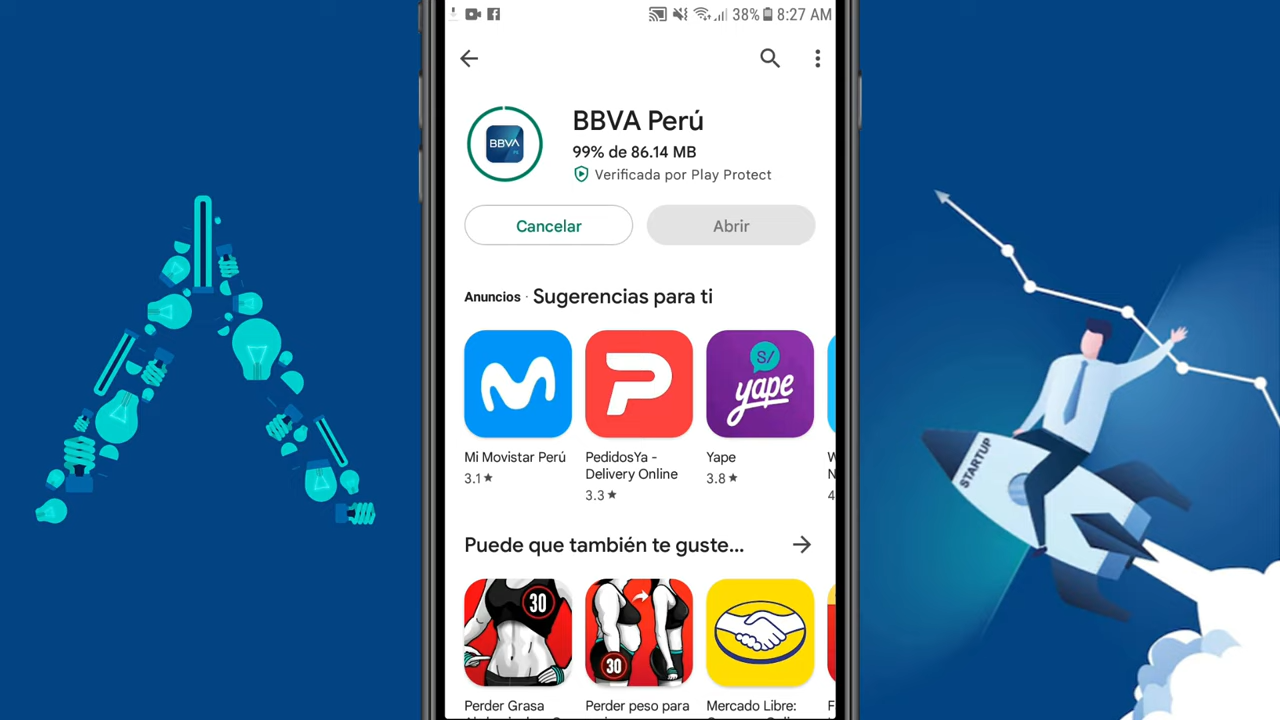 38% 8:27 AM
BBVA
BBVA Perú
99% de 86.14 MB
Verificada por Play Protect
Cancelar
Abrir
Anuncios · Sugerencias para ti
S/
yape
Mi Movistar Perú
3.1★
PedidosYa -
Delivery Online
3.3★
Yape
3.8★
W
N
4
Puede que también te guste...
30
30
Perder Grasa
Perder peso para
Mercado Libre:
F
STARTUP